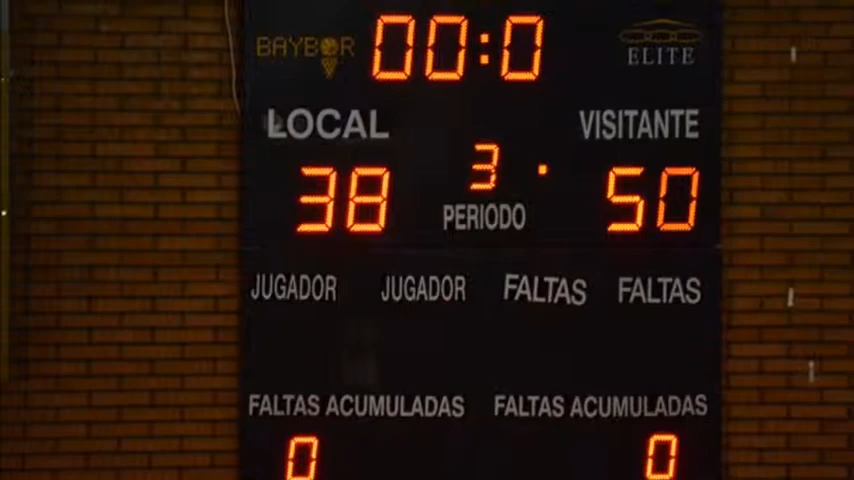 BAYBOR 00:0 ELITE
LOCAL VISITANTE
38 3 50
PERIODO
JUGADOR JUGADOR FALTAS FALTAS
FALTAS ACUMULADAS FALTAS ACUMULADAS
0 0